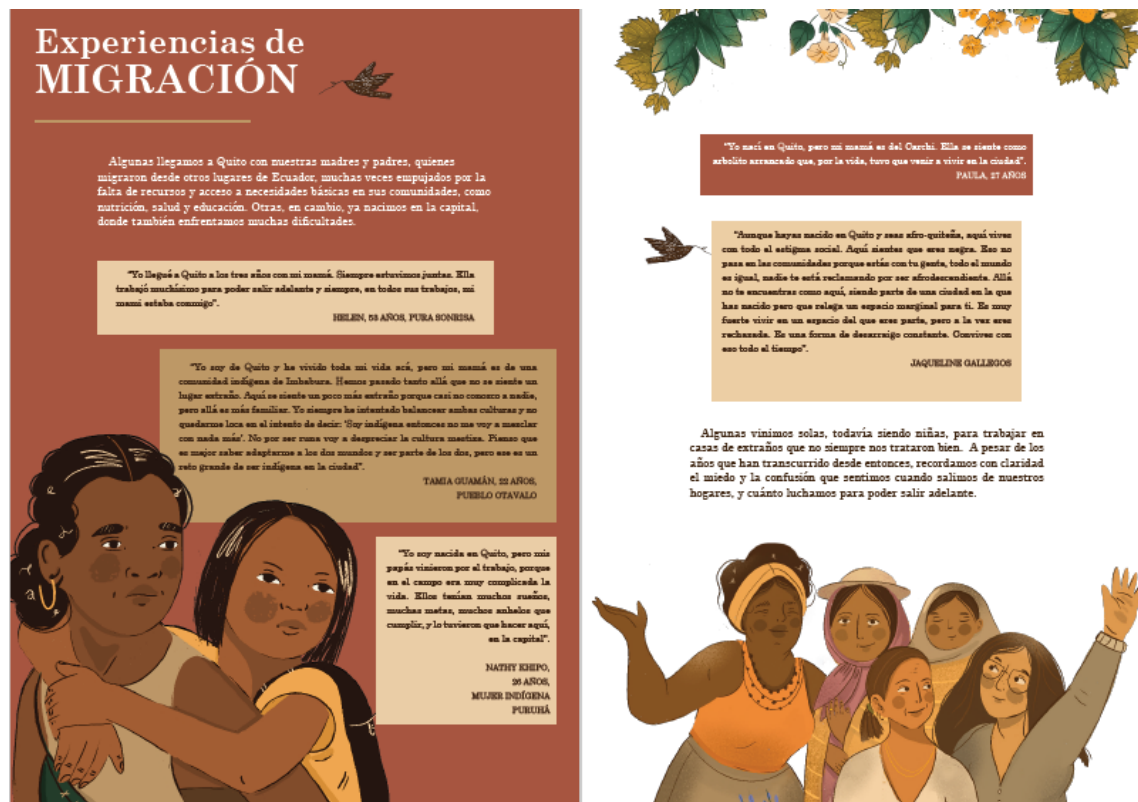 Experiencias de
MIGRACIÓN
Algunas llegamos a Quito con nuestras madres y padres, quienes
migraron desde otros lugares de Ecuador, muchas veces empujados por la
falta de recursos y acceso a necesidades básicas en sus comunidades, como
nutrición, salud y educación. Otras, en cambio, ya nacimos en la capital,
donde también enfrentamos muchas dificultades.
“Yo llegué a Quito a los tres años con mi mamá. Siempre estuvimos juntas. Ella
trabajó muchísimo para poder salir adelante y siempre, en todos sus trabajos, mi
mami estaba conmigo”.
HELEN, 53 AÑOS, PURA SONRISA
“Yo soy de Quito y ha vivido toda mi vida acá, pero mi mamá es de una
comunidad indígena de Imbabura. Hemos pasado tanto allá que no se siente un
lugar extraño. Aquí se siente un poco más extraño porque casi no conozco a nadie,
pero allá es más familiar. Yo siempre he intentado balancear ambas culturas y no
quedarme loca en el intento de decir: ‘Soy indígena entonces no me voy a mezclar
con nada más’. No por ser runa voy a despreciar la cultura mestiza. Pienso que
es mejor saber adaptarme a los dos mundos y ser parte de los dos, pero ese es un
reto grande de ser indígena en la ciudad”.
TAMIA GUAMÁN, 22 AÑOS,
PUEBLO OTAVALO
“Yo soy nacida en Quito, pero mis
papás vinieron por el trabajo, porque
en el campo era muy complicada la
vida. Ellos tenían muchos sueños,
muchas metas, muchos anhelos que
cumplir, y lo tuvieron que hacer aquí,
en la capital”.
NATHY KHIPO,
26 AÑOS,
MUJER INDÍGENA
PURUHÁ
“Yo nací en Quito, pero mi mamá es del Carchi. Ella se siente como
arbolito arrancado que, por la vida, tuvo que venir a vivir en la ciudad”.
PAULA, 27 AÑOS
“Aunque hayas nacido en Quito y seas afro-quiteña, aquí vives
con todo el estigma social. Aquí sientes que eres negra. Eso no
pasa en las comunidades porque estás con tu gente, todo el mundo
es igual, nadie te está reclamando por ser afrodescendiente. Allá
no te encuentras como aquí, siendo parte de una ciudad en la que
has nacido pero que relega un espacio marginal para ti. Es muy
fuerte vivir en un espacio del que eres parte, pero a la vez eres
rechazada. Es una forma de desarraigo constante. Convives con
eso todo el tiempo”.
JAQUELINE GALLEGOS
Algunas vinimos solas, todavía siendo niñas, para trabajar en
casas de extraños que no siempre nos trataron bien. A pesar de los
años que han transcurrido desde entonces, recordamos con claridad
el miedo y la confusión que sentimos cuando salimos de nuestros
hogares, y cuánto luchamos para poder salir adelante.